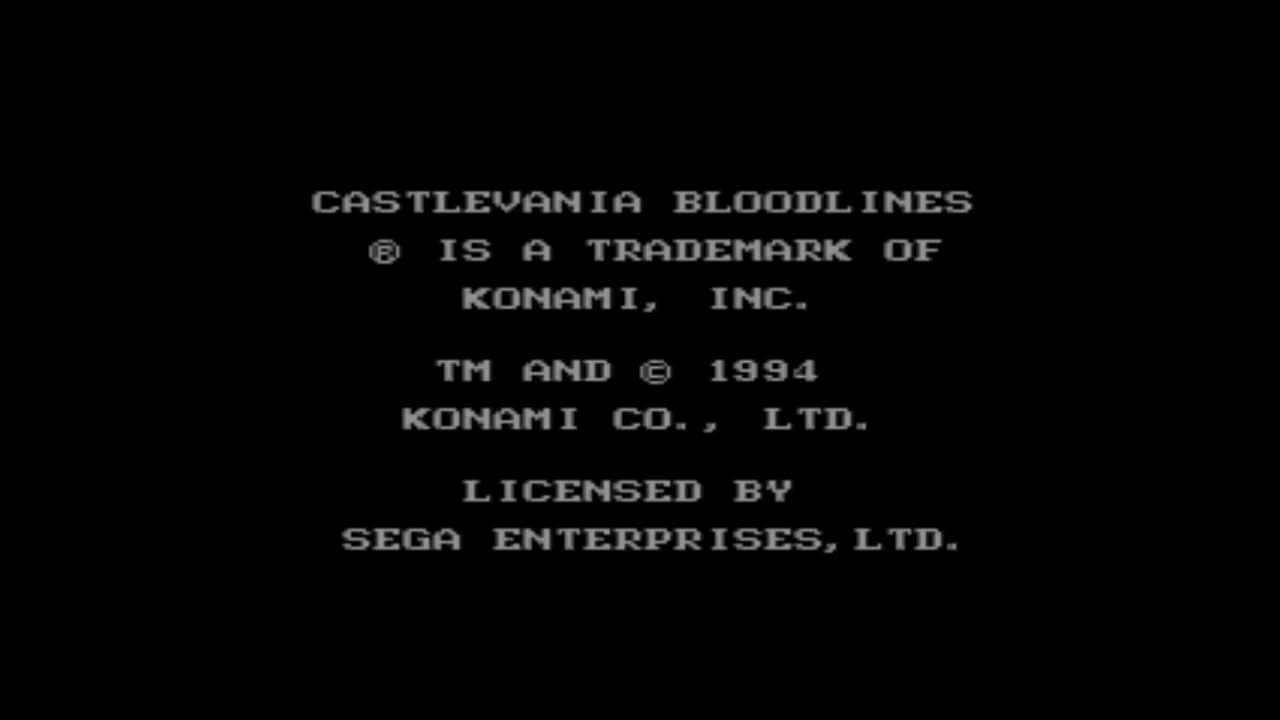 CASTLEVANIA BLOODLINES
® IS A TRADEMARK OF
KONAMI, INC.
TM AND © 1994
KONAMI CO., LTD.
LICENSED BY
SEGA ENTERPRISES,LTD.